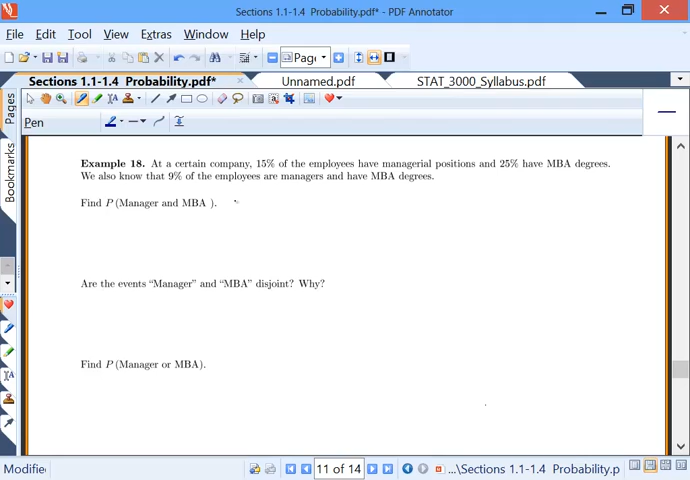 Sections 1.1-1.4 Probability.pdf* - PDF Annotator
File Edit Tool View Extras Window Help
Page
Sections 1.1-1.4 Probability.pdf* Unnamed.pdf STAT_3000_Syllabus.pdf
Pages
Bookmarks
Pen
Example 18. At a certain company, 15% of the employees have managerial positions and 25% have MBA degrees.
We also know that 9% of the employees are managers and have MBA degrees.
Find P (Manager and MBA ).
Are the events “Manager” and “MBA” disjoint? Why?
Find P (Manager or MBA).
Modifie 11 of 14 ...\Sections 1.1-1.4 Probability.p